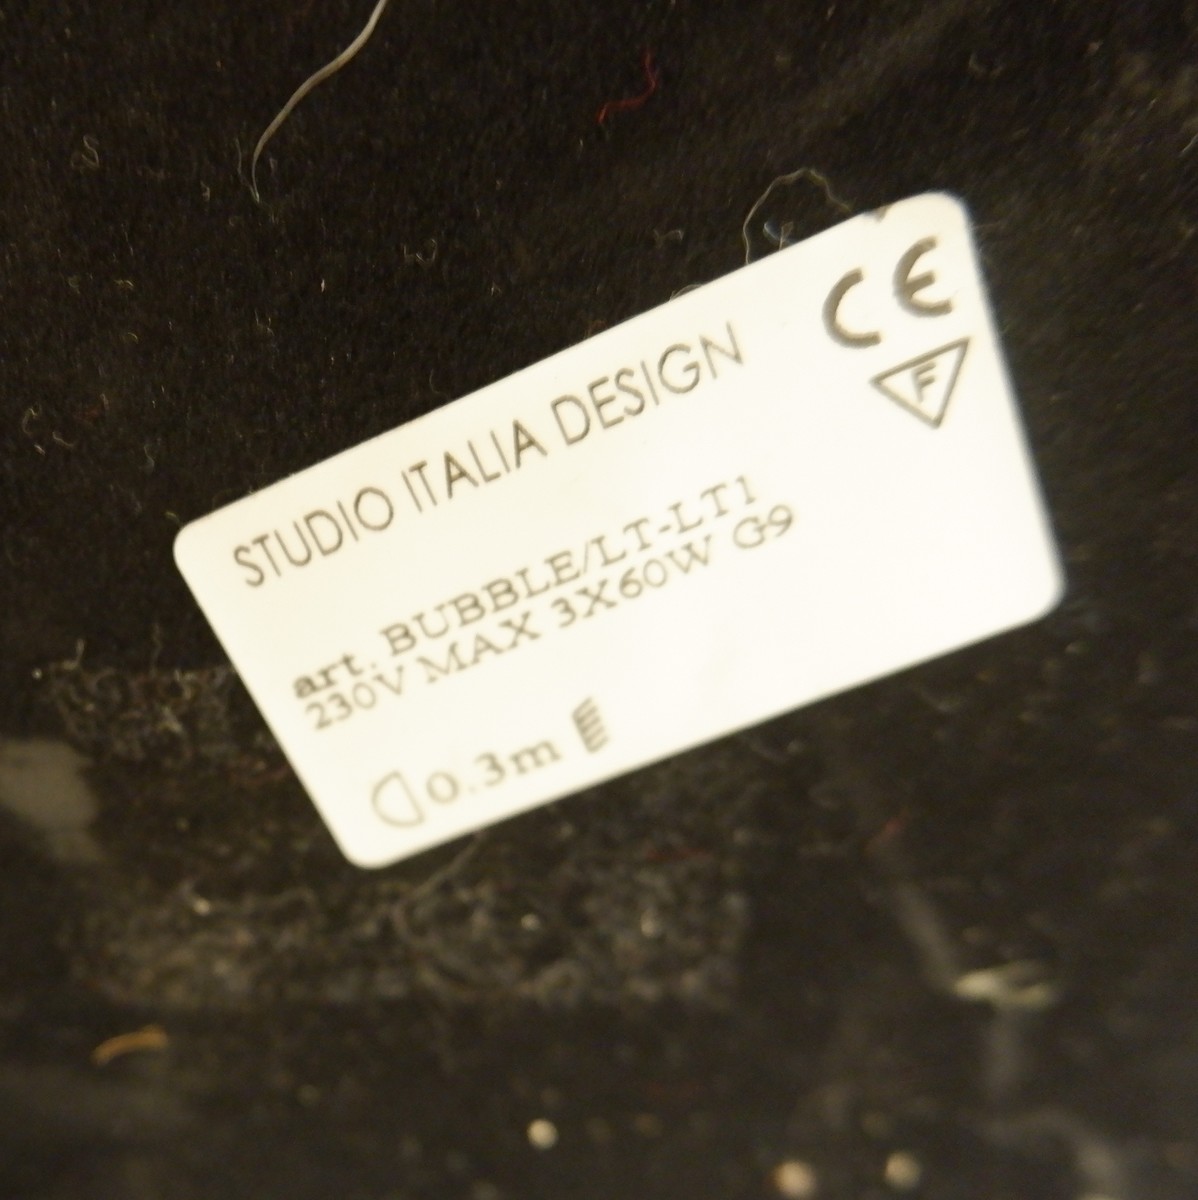 STUDIO ITALIA DESIGN
CE
F
art. BUBBLE/LT-LT1
230V MAX 3X60W G9
0.3m